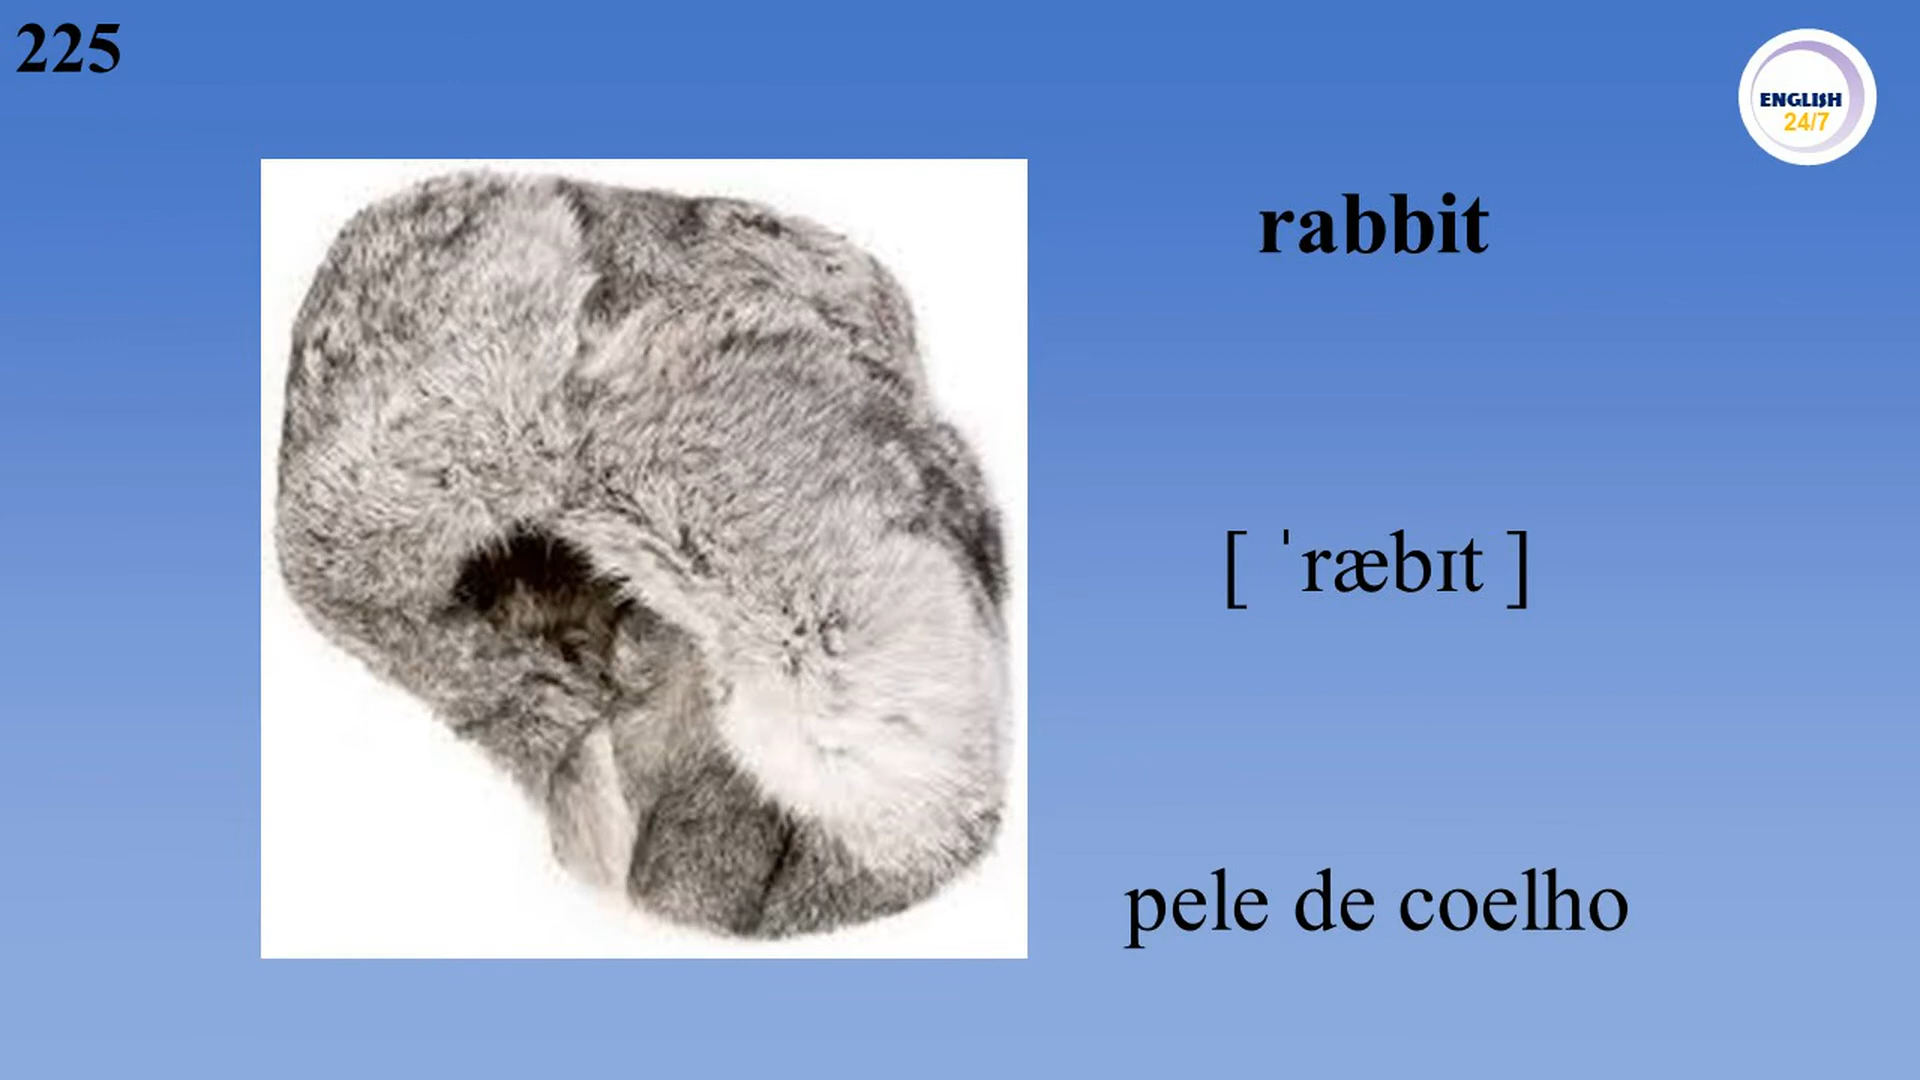 225
ENGLISH
24/7
rabbit
[ ˈræbɪt ]
pele de coelho